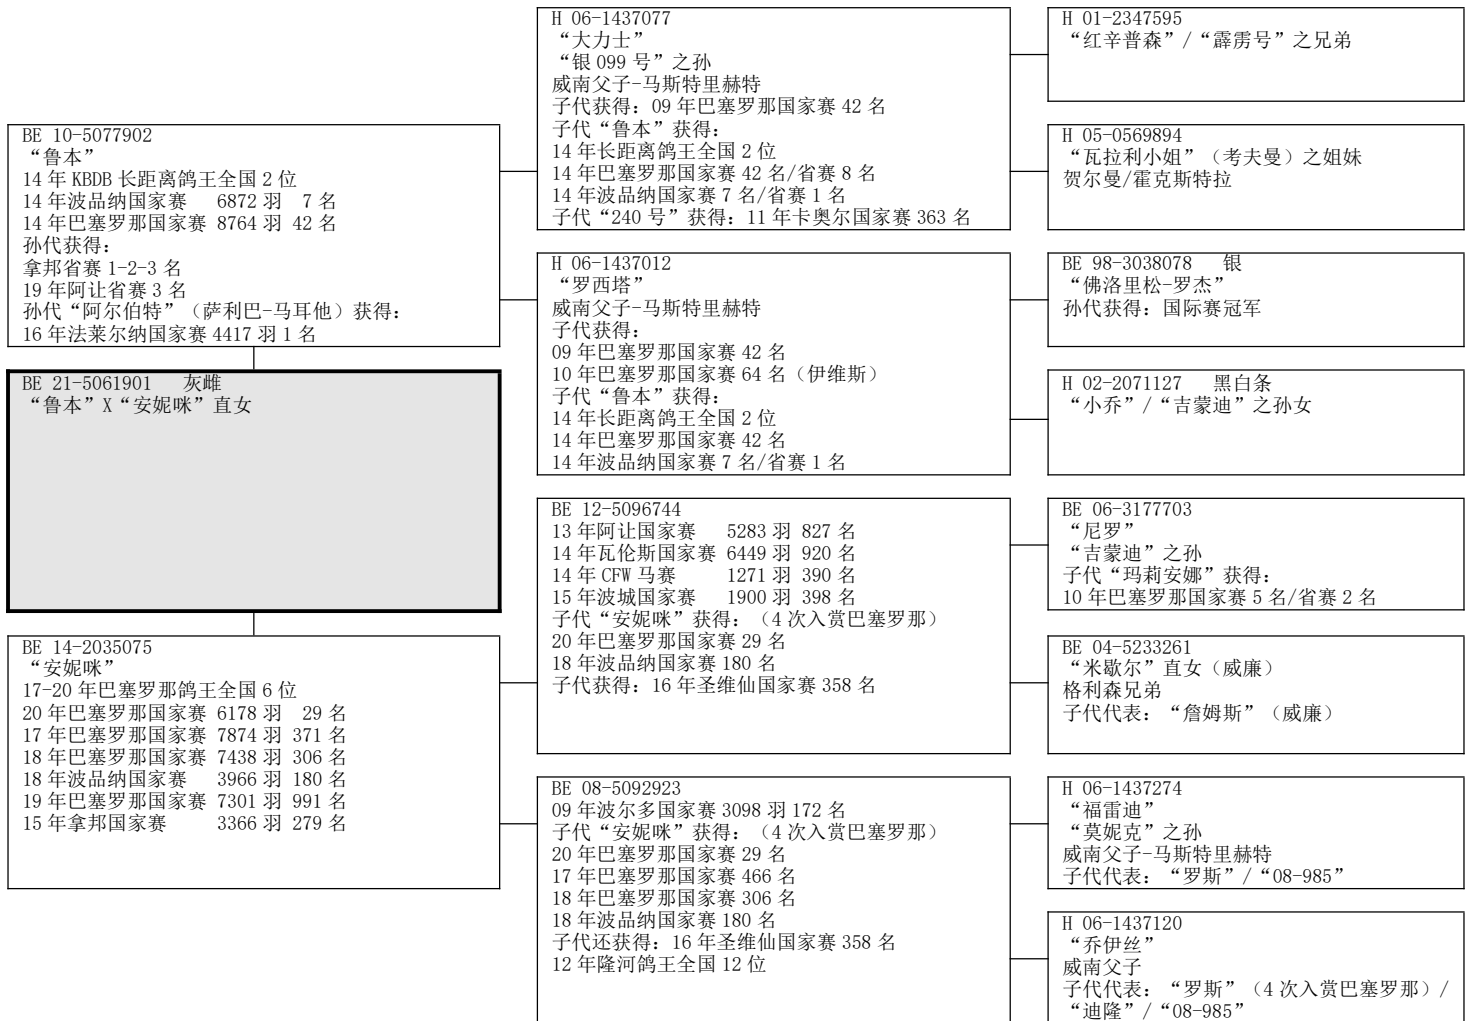 BE 10-5077902
“鲁本”
14 年 KBDB 长距离鸽王全国 2 位
14 年波品纳国家赛 6872 羽 7 名
14 年巴塞罗那国家赛 8764 羽 42 名
孙代获得：
拿邦省赛 1-2-3 名
19 年阿让省赛 3 名
孙代“阿尔伯特”（萨利巴-马耳他）获得：
16 年法莱尔纳国家赛 4417 羽 1 名
BE 21-5061901 灰雌
“鲁本”X“安妮咪”直女
BE 14-2035075
“安妮咪”
17-20 年巴塞罗那鸽王全国 6 位
20 年巴塞罗那国家赛 6178 羽 29 名
17 年巴塞罗那国家赛 7874 羽 371 名
18 年巴塞罗那国家赛 7438 羽 306 名
18 年波品纳国家赛 3966 羽 180 名
19 年巴塞罗那国家赛 7301 羽 991 名
15 年拿邦国家赛 3366 羽 279 名
H 06-1437077
“大力士”
“银 099 号”之孙
威南父子-马斯特里赫特
子代获得：09 年巴塞罗那国家赛 42 名
子代“鲁本”获得：
14 年长距离鸽王全国 2 位
14 年巴塞罗那国家赛 42 名/省赛 8 名
14 年波品纳国家赛 7 名/省赛 1 名
子代“240 号”获得：11 年卡奥尔国家赛 363 名
H 06-1437012
“罗西塔”
威南父子-马斯特里赫特
子代获得：
09 年巴塞罗那国家赛 42 名
10 年巴塞罗那国家赛 64 名（伊维斯）
子代“鲁本”获得：
14 年长距离鸽王全国 2 位
14 年巴塞罗那国家赛 42 名
14 年波品纳国家赛 7 名/省赛 1 名
BE 12-5096744
13 年阿让国家赛 5283 羽 827 名
14 年瓦伦斯国家赛 6449 羽 920 名
14 年 CFW 马赛 1271 羽 390 名
15 年波城国家赛 1900 羽 398 名
子代“安妮咪”获得：（4 次入赏巴塞罗那）
20 年巴塞罗那国家赛 29 名
18 年波品纳国家赛 180 名
子代获得：16 年圣维仙国家赛 358 名
BE 08-5092923
09 年波尔多国家赛 3098 羽 172 名
子代“安妮咪”获得：（4 次入赏巴塞罗那）
20 年巴塞罗那国家赛 29 名
17 年巴塞罗那国家赛 466 名
18 年巴塞罗那国家赛 306 名
18 年波品纳国家赛 180 名
子代还获得：16 年圣维仙国家赛 358 名
12 年隆河鸽王全国 12 位
H 01-2347595
“红辛普森”/“霹雳号”之兄弟
H 05-0569894
“瓦拉利小姐”（考夫曼）之姐妹
贺尔曼/霍克斯特拉
BE 98-3038078 银
“佛洛里松-罗杰”
孙代获得：国际赛冠军
H 02-2071127 黑白条
“小乔”/“吉蒙迪”之孙女
BE 06-3177703
“尼罗”
“吉蒙迪”之孙
子代“玛莉安娜”获得：
10 年巴塞罗那国家赛 5 名/省赛 2 名
BE 04-5233261
“米歇尔”直女（威廉）
格利森兄弟
子代代表：“詹姆斯”（威廉）
H 06-1437274
“福雷迪”
“莫妮克”之孙
威南父子-马斯特里赫特
子代代表：“罗斯”/“08-985”
H 06-1437120
“乔伊丝”
威南父子
子代代表：“罗斯”（4 次入赏巴塞罗那）/
“迪隆”/“08-985”